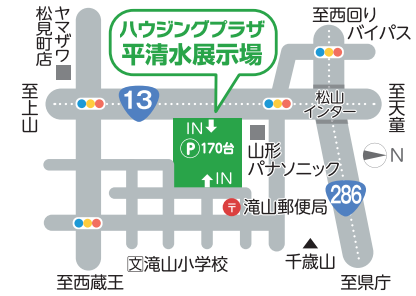 ハウジングプラザ
平清水展示場
ヤマザワ
松見町店
至西回り
バイパス
至上山
13
松山
インター
至天童
IN
P 170台
IN
山形
パナソニック
N
286
〒滝山郵便局
文滝山小学校
千歳山
至西蔵王
至県庁